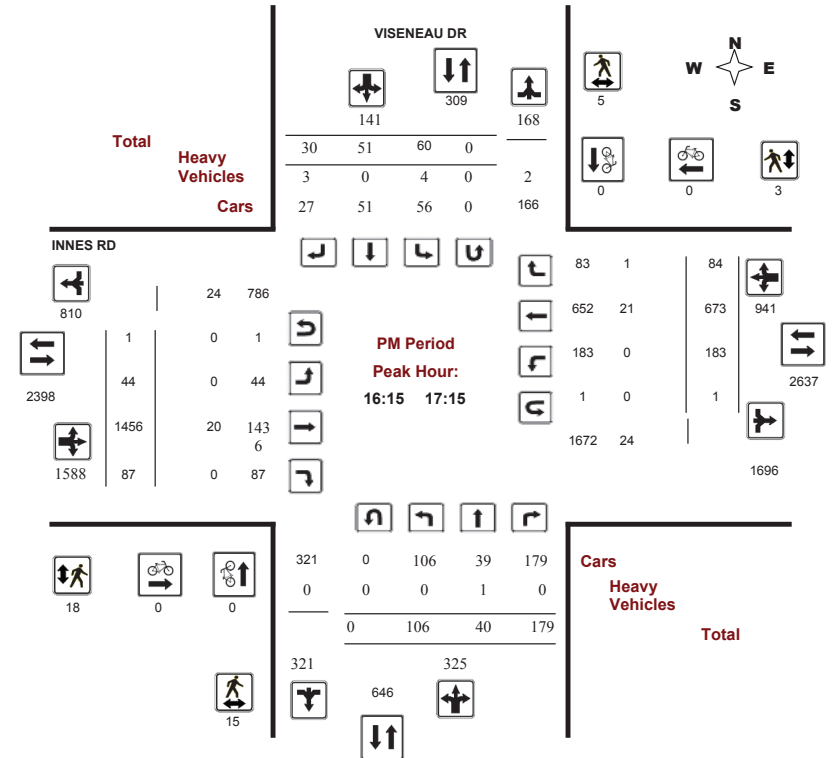 VISENEAU DR
N
W E
S
309
5
141 168
Total 30 51 60 0
Heavy
Vehicles 3 0 4 0 2
Cars 27 51 56 0 166
0 0 3
INNES RD
83 1 84
810 24 786
652 21 673 941
1 0 1
PM Period
183 0 183
2398 44 0 44
Peak Hour:
2637
16:15 17:15
1 0 1
1456 20 143
6
1672 24
1588 87 0 87
1696
321 0 106 39 179 Cars
18 0 0
0 0 0 1 0 Heavy
Vehicles
0 106 40 179 Total
321 325
646
15